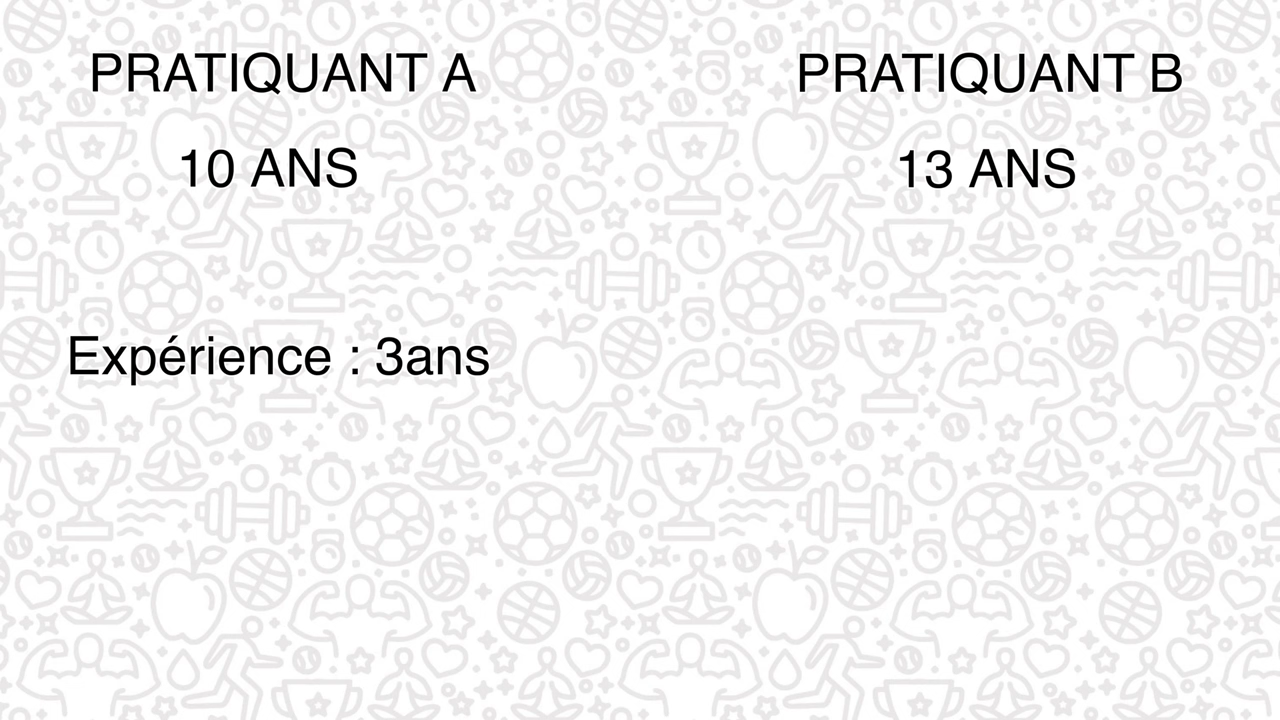 PRATIQUANT A
10 ANS
Expérience : 3ans
PRATIQUANT B
13 ANS